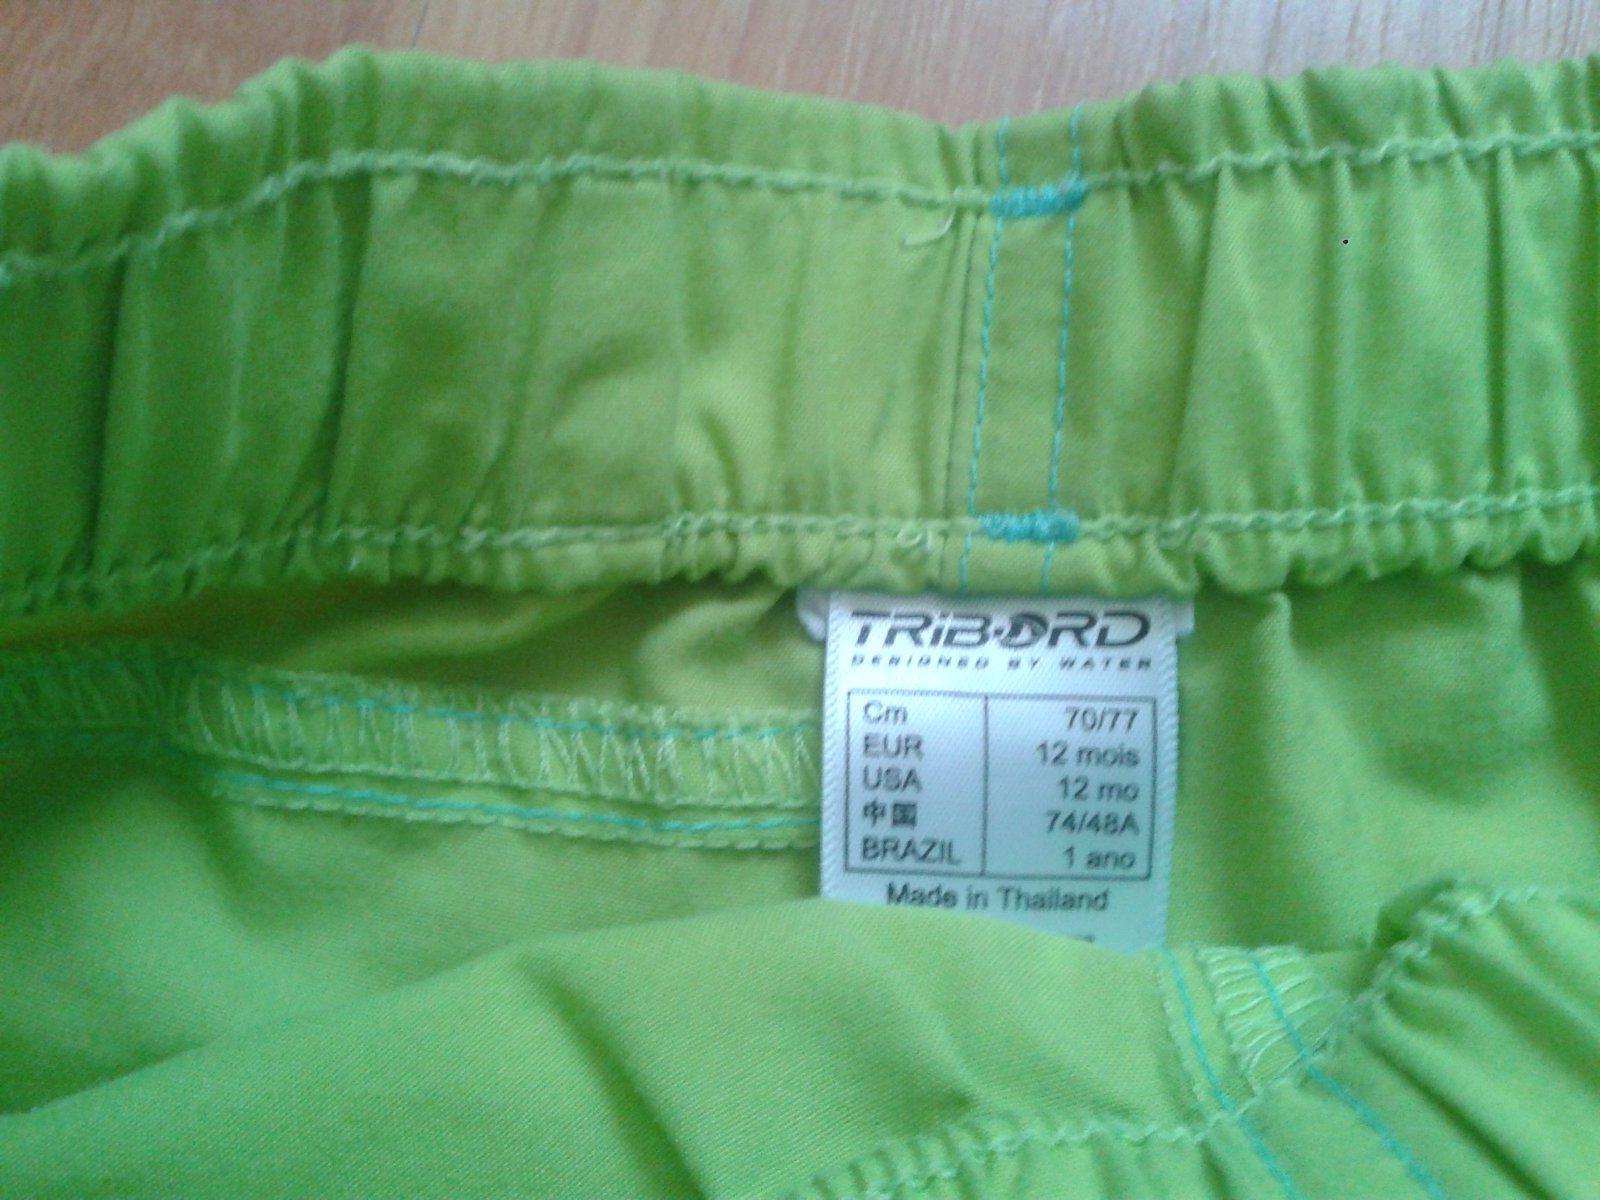 TRIBORD
DESIGNED BY WATER
Cm 70/77
EUR 12 mois
USA 12 mo
中国 74/48A
BRAZIL 1 ano
Made in Thailand